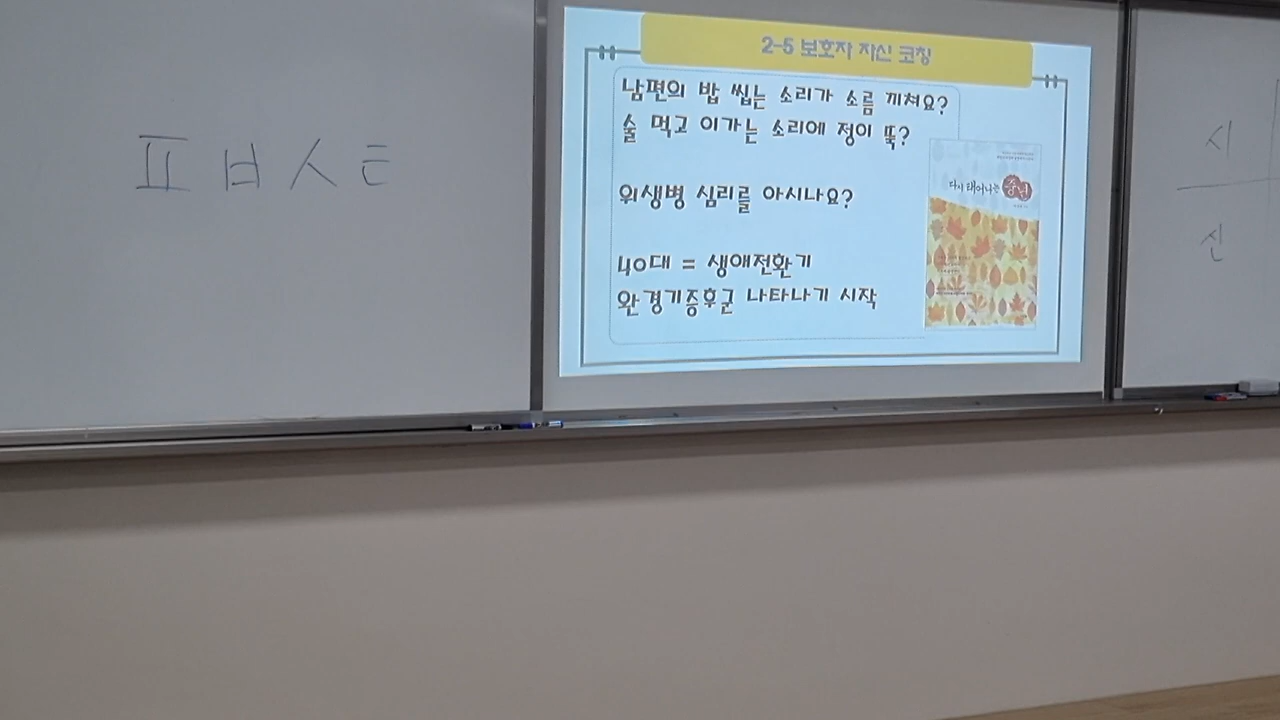 ㅍ ㅂ ㅅ ㅌ
2-5 보호자 자신 코칭
남편의 밥 씹는 소리가 소름 끼쳐요?
술 먹고 이가는 소리에 정이 뚝?
위생병 심리를 아시나요?
40대 = 생애전환기
완경기증후군 나타나기 시작
다시 태어나는 중년
시
신